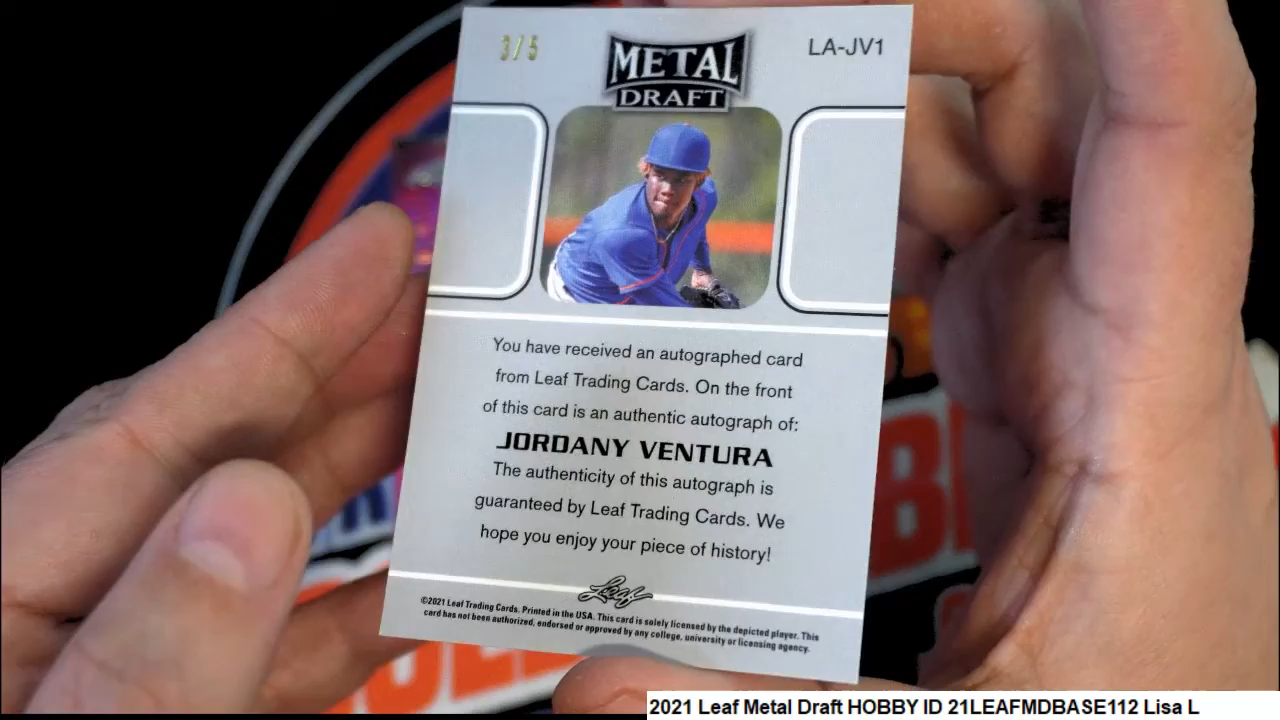 3/5
METAL
DRAFT
LA-JV1
You have received an autographed card
from Leaf Trading Cards. On the front
of this card is an authentic autograph of:
JORDANY VENTURA
The authenticity of this autograph is
guaranteed by Leaf Trading Cards. We
hope you enjoy your piece of history!
Leaf
©2021 Leaf Trading Cards. Printed in the USA. This card is solely licensed by the depicted player. This
card has not been authorized, endorsed or approved by any college, university or licensing agency.
2021 Leaf Metal Draft HOBBY ID 21LEAFMDBASE112 Lisa L